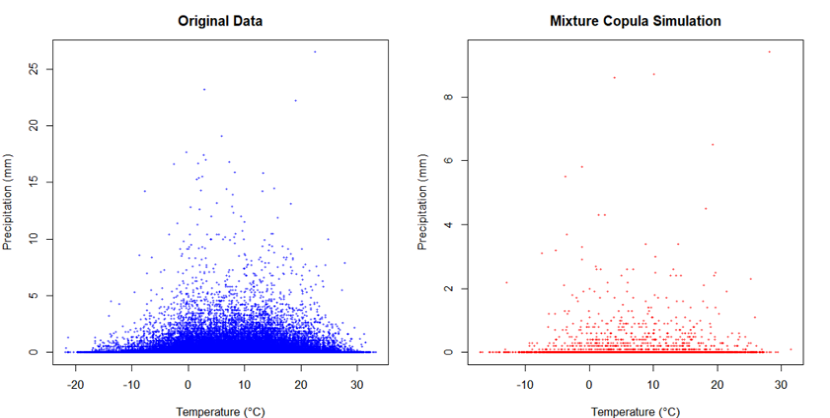 Original Data
Precipitation (mm)
25
20
15
10
5
0
-20 -10 0 10 20 30
Temperature (°C)
Mixture Copula Simulation
Precipitation (mm)
8
6
4
2
0
-10 0 10 20 30
Temperature (°C)